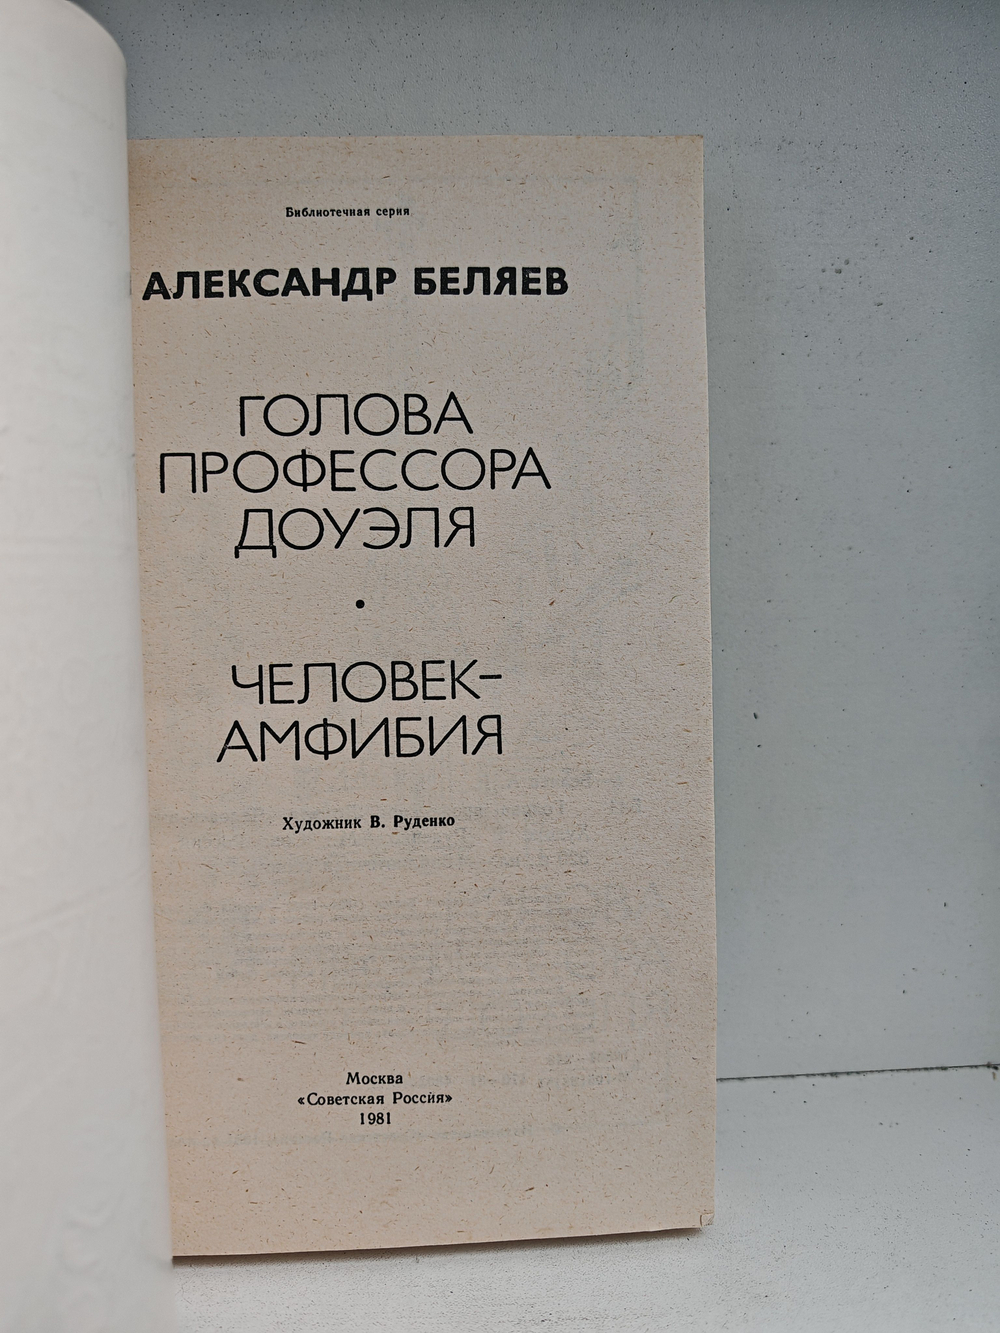 Библиотечная серия
АЛЕКСАНДР БЕЛЯЕВ
ГОЛОВА
ПРОФЕССОРА
ДОУЭЛЯ
•
ЧЕЛОВЕК-
АМФИБИЯ
Художник В. Руденко
Москва
«Советская Россия»
1981